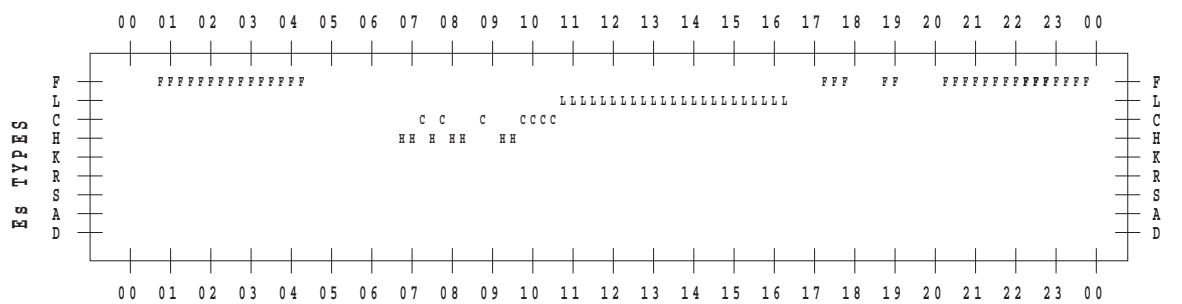 00 01 02 03 04 05 06 07 08 09 10 11 12 13 14 15 16 17 18 19 20 21 22 23 00
Es TYPES
F FFFFFFFFFFFFFFF FFF FF FFFFFFFFFFFFFFF F
L LLLLLLLLLLLLLLLLLLLLLLL L
C C C C CCCC C
H HH H HH HH H
K K
R R
S S
A A
D D
00 01 02 03 04 05 06 07 08 09 10 11 12 13 14 15 16 17 18 19 20 21 22 23 00